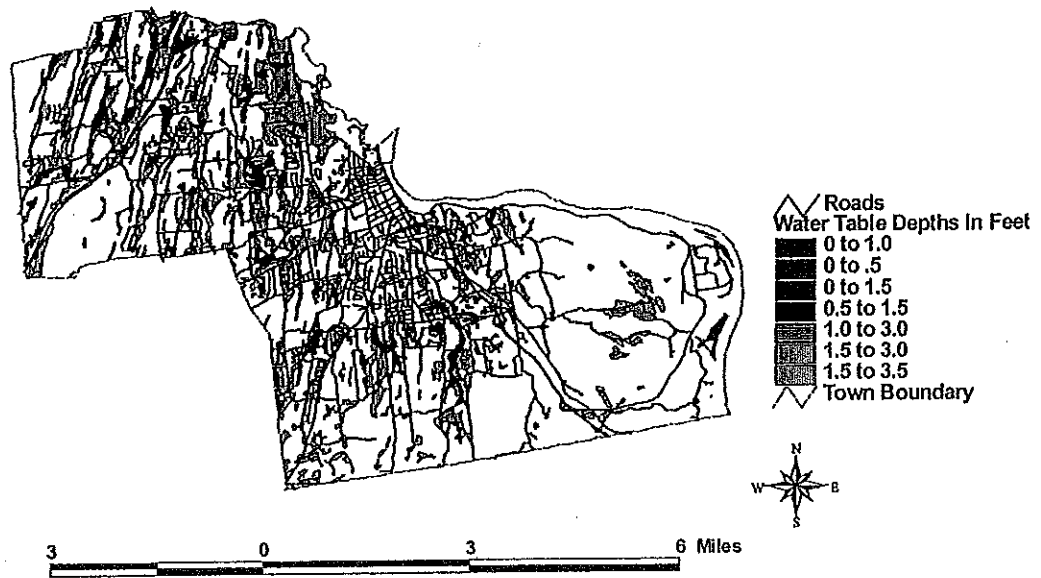 Roads
Water Table Depths In Feet
0 to 1.0
0 to .5
0 to 1.5
0.5 to 1.5
1.0 to 3.0
1.5 to 3.0
1.5 to 3.5
Town Boundary
N
W E
S
3 0 3 6 Miles